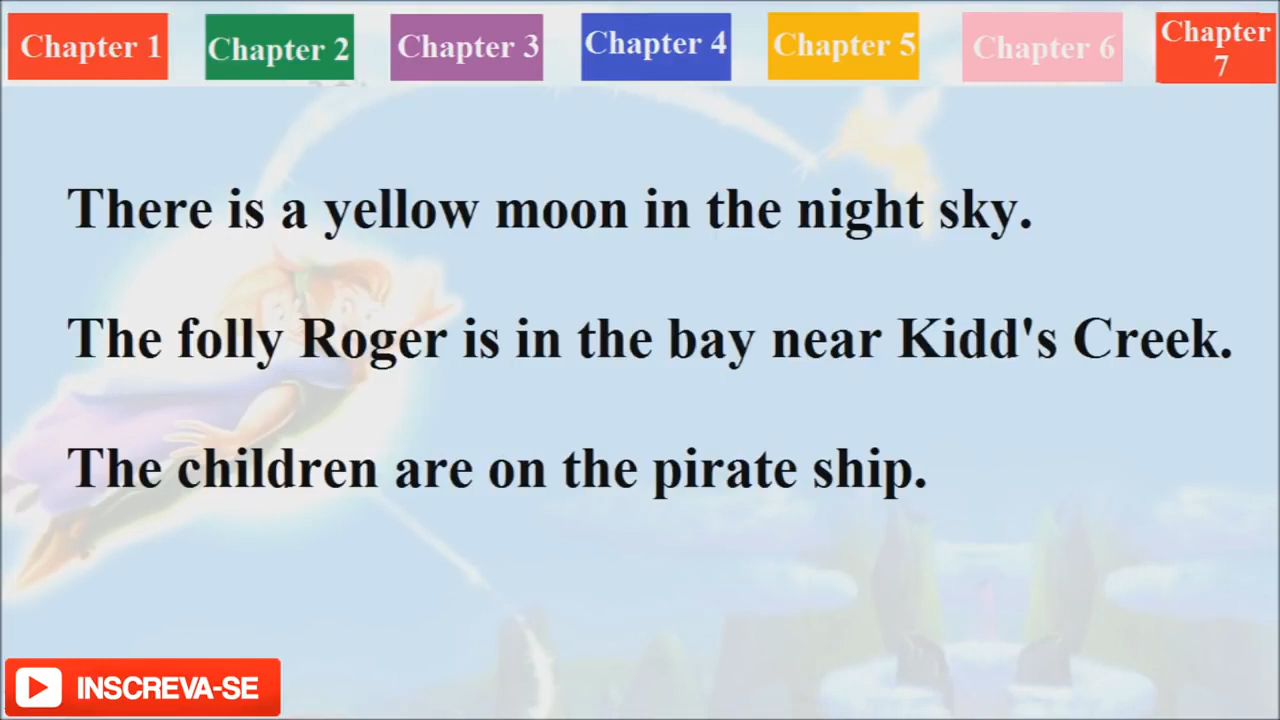 Chapter 1
Chapter 2
Chapter 3
Chapter 4
Chapter 5
Chapter 6
Chapter
7
There is a yellow moon in the night sky.
The folly Roger is in the bay near Kidd's Creek.
The children are on the pirate ship.
INSCREVA-SE